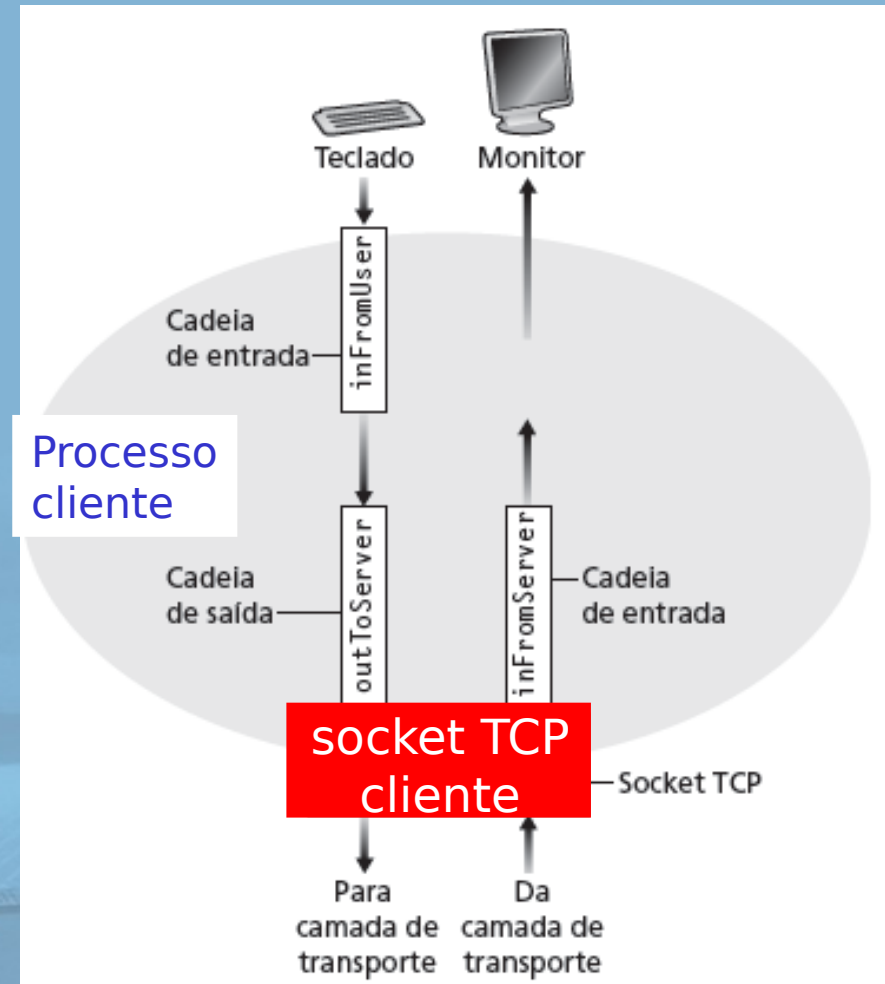 Teclado
Monitor
inFromUser
Cadeia
de entrada
Processo
cliente
Cadeia
de saída
outToServer
inFromServer
Cadeia
de entrada
socket TCP
cliente
Socket TCP
Para
camada de
transporte
Da
camada de
transporte